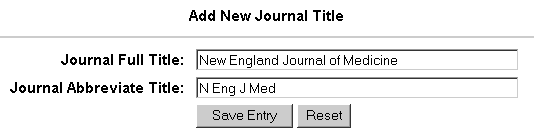 Add New Journal Title
Journal Full Title: New England Journal of Medicine
Journal Abbreviate Title: N Eng J Med
Save Entry Reset